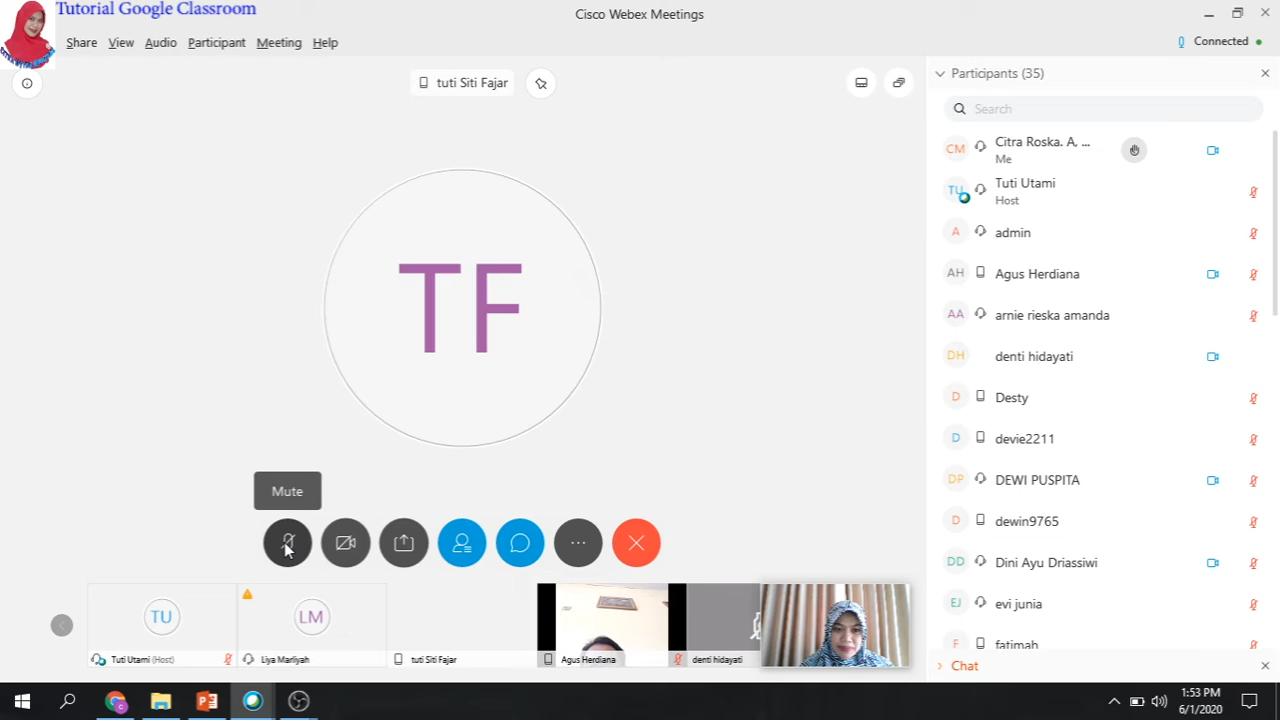 Tutorial Google Classroom
Cisco Webex Meetings
Share View Audio Participant Meeting Help
Connected
tuti Siti Fajar
TF
Mute
TU
Tuti Utami (Host)
LM
Liya Marliyah
tuti Siti Fajar
Agus Herdiana
denti hidayati
Participants (35)
Search
CM Citra Roska. A, ...
Me
TU Tuti Utami
Host
A admin
AH Agus Herdiana
AA arnie rieska amanda
DH denti hidayati
D Desty
D devie2211
DP DEWI PUSPITA
D dewin9765
DD Dini Ayu Driassiwi
EJ evi junia
F fatimah
Chat
1:53 PM
6/1/2020